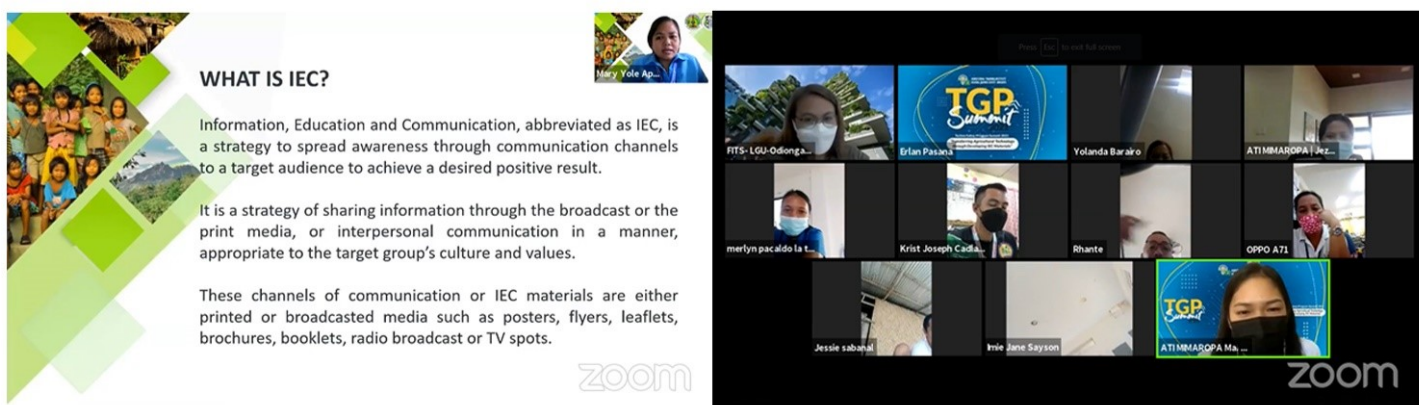 WHAT IS IEC?
Information, Education and Communication, abbreviated as IEC, is
a strategy to spread awareness through communication channels
to a target audience to achieve a desired positive result.
It is a strategy of sharing information through the broadcast or the
print media, or interpersonal communication in a manner,
appropriate to the target group's culture and values.
These channels of communication or IEC materials are either
printed or broadcasted media such as posters, flyers, leaflets,
brochures, booklets, radio broadcast or TV spots.
Mary Yole Ap...
zoom
Press Esc to exit full screen
FITS- LGU-Odionga...
TGP
Summit
Erlan Pasana
Yolanda Barairo
ATI MIMAROPA | Jez...
merlyn pacaldo la t...
Krist Joseph Cadla...
Rhante
OPPO A71
Jessie sabanal
Imie Jane Sayson
TGP
Summit
ATI MIMAROPA Ma. ...
zoom